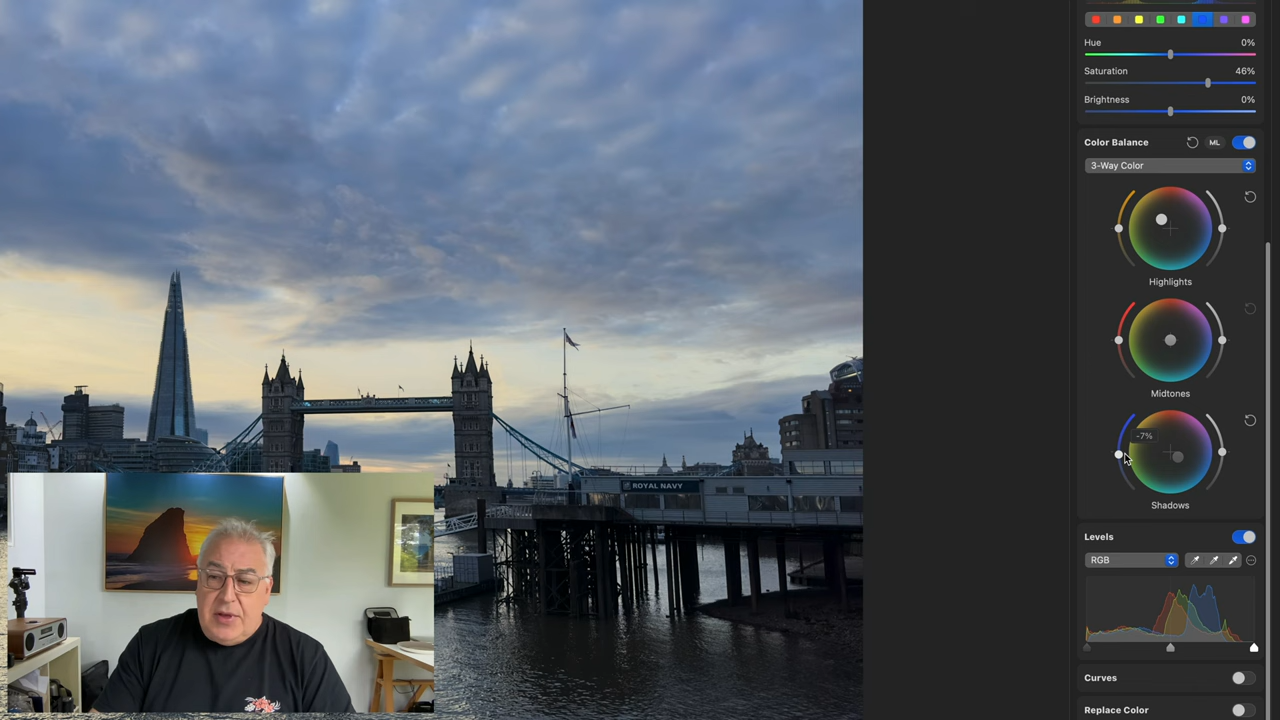 Hue 0%
Saturation 46%
Brightness 0%
Color Balance ML
3-Way Color
Highlights
Midtones
-7%
Shadows
Levels
RGB
Curves
Replace Color
ROYAL NAVY